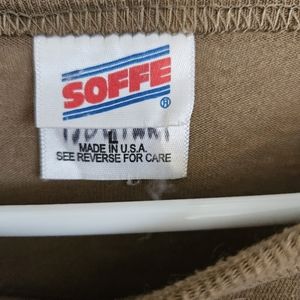 SOFFE
®
L
MADE IN U.S.A.
SEE REVERSE FOR CARE